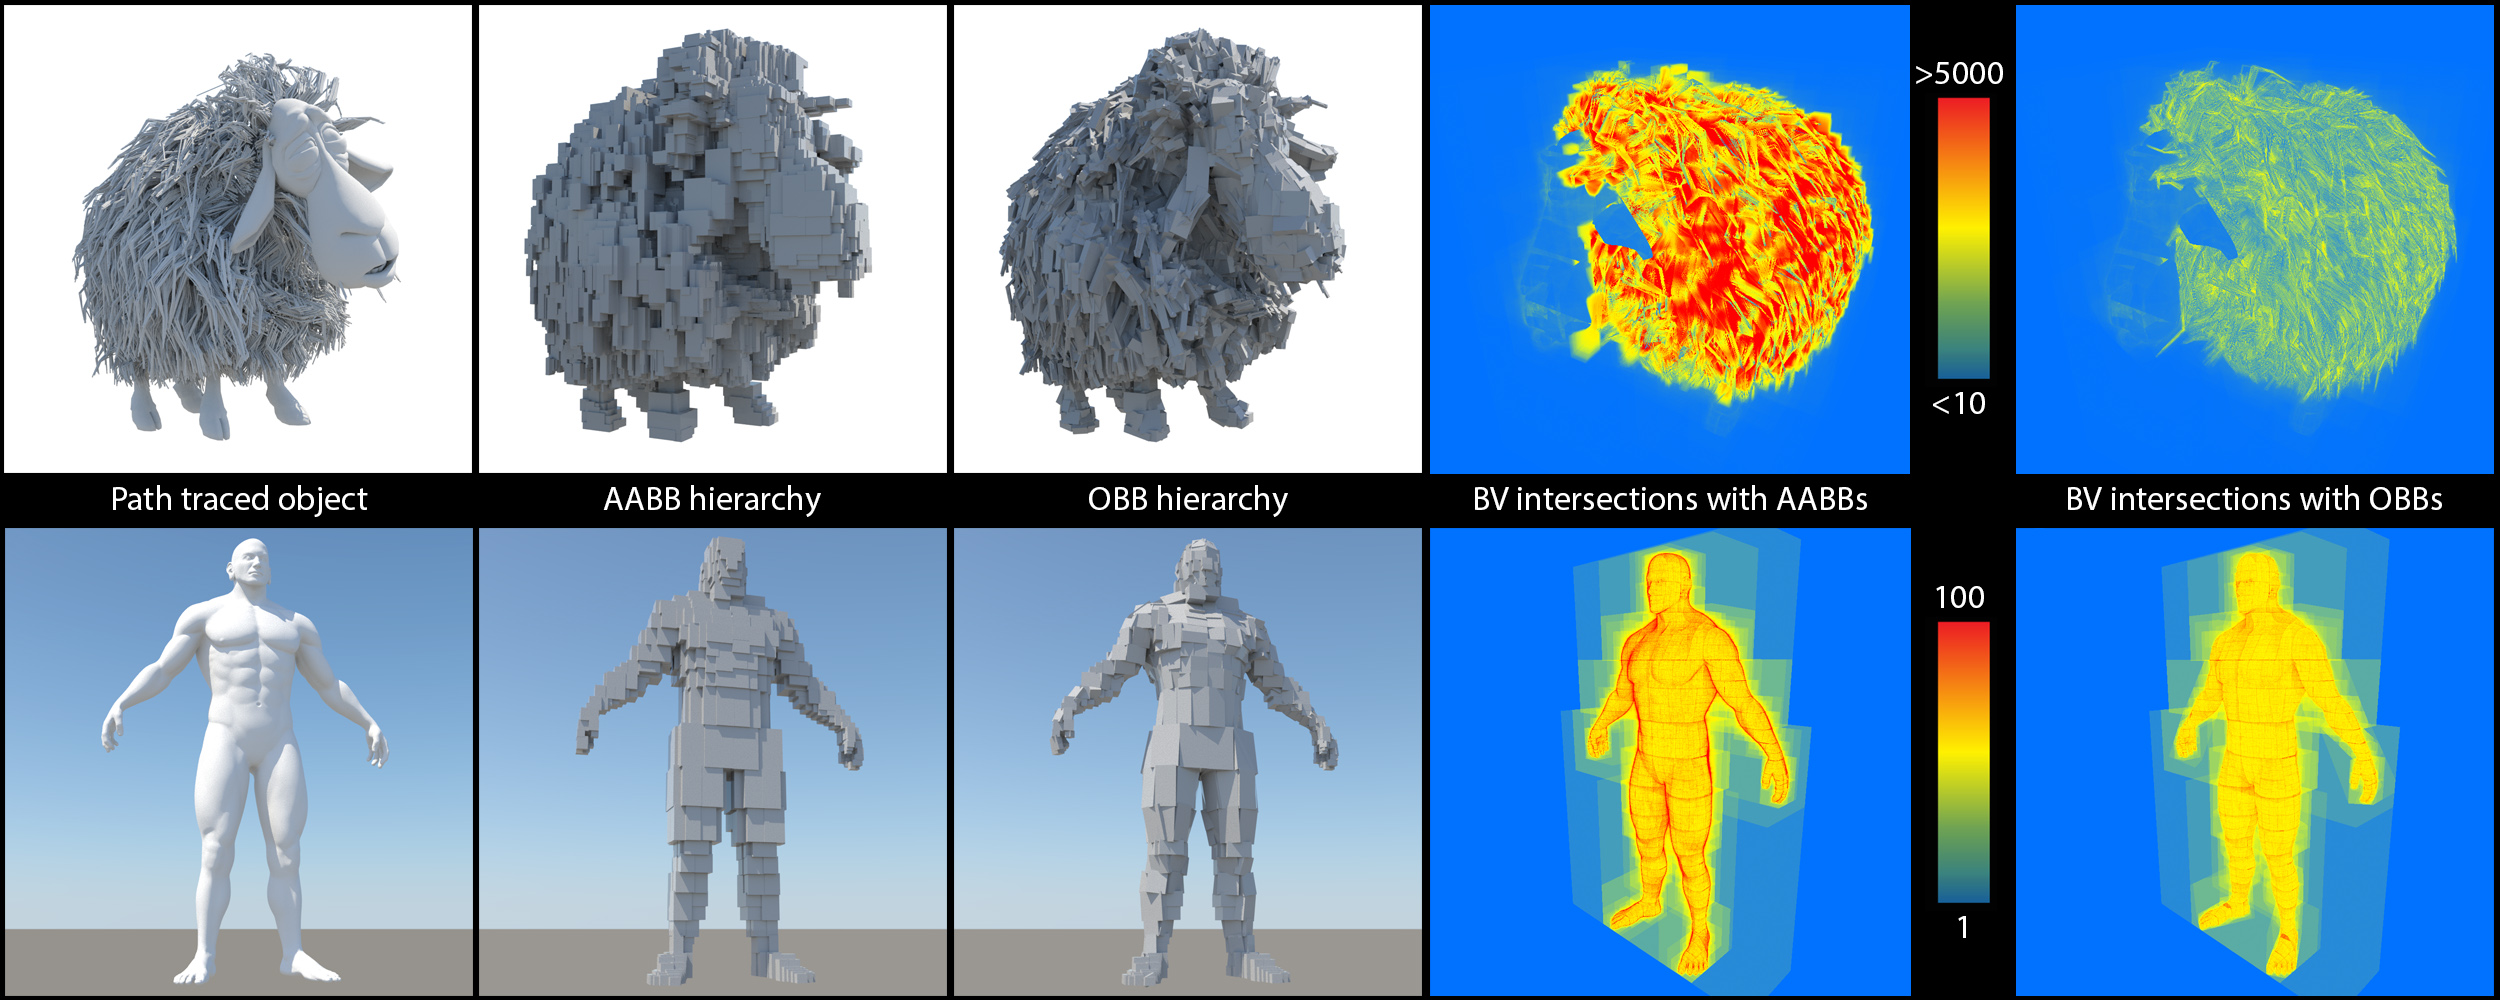 >5000
<10
Path traced object
AABB hierarchy
OBB hierarchy
BV intersections with AABBs
BV intersections with OBBs
100
1